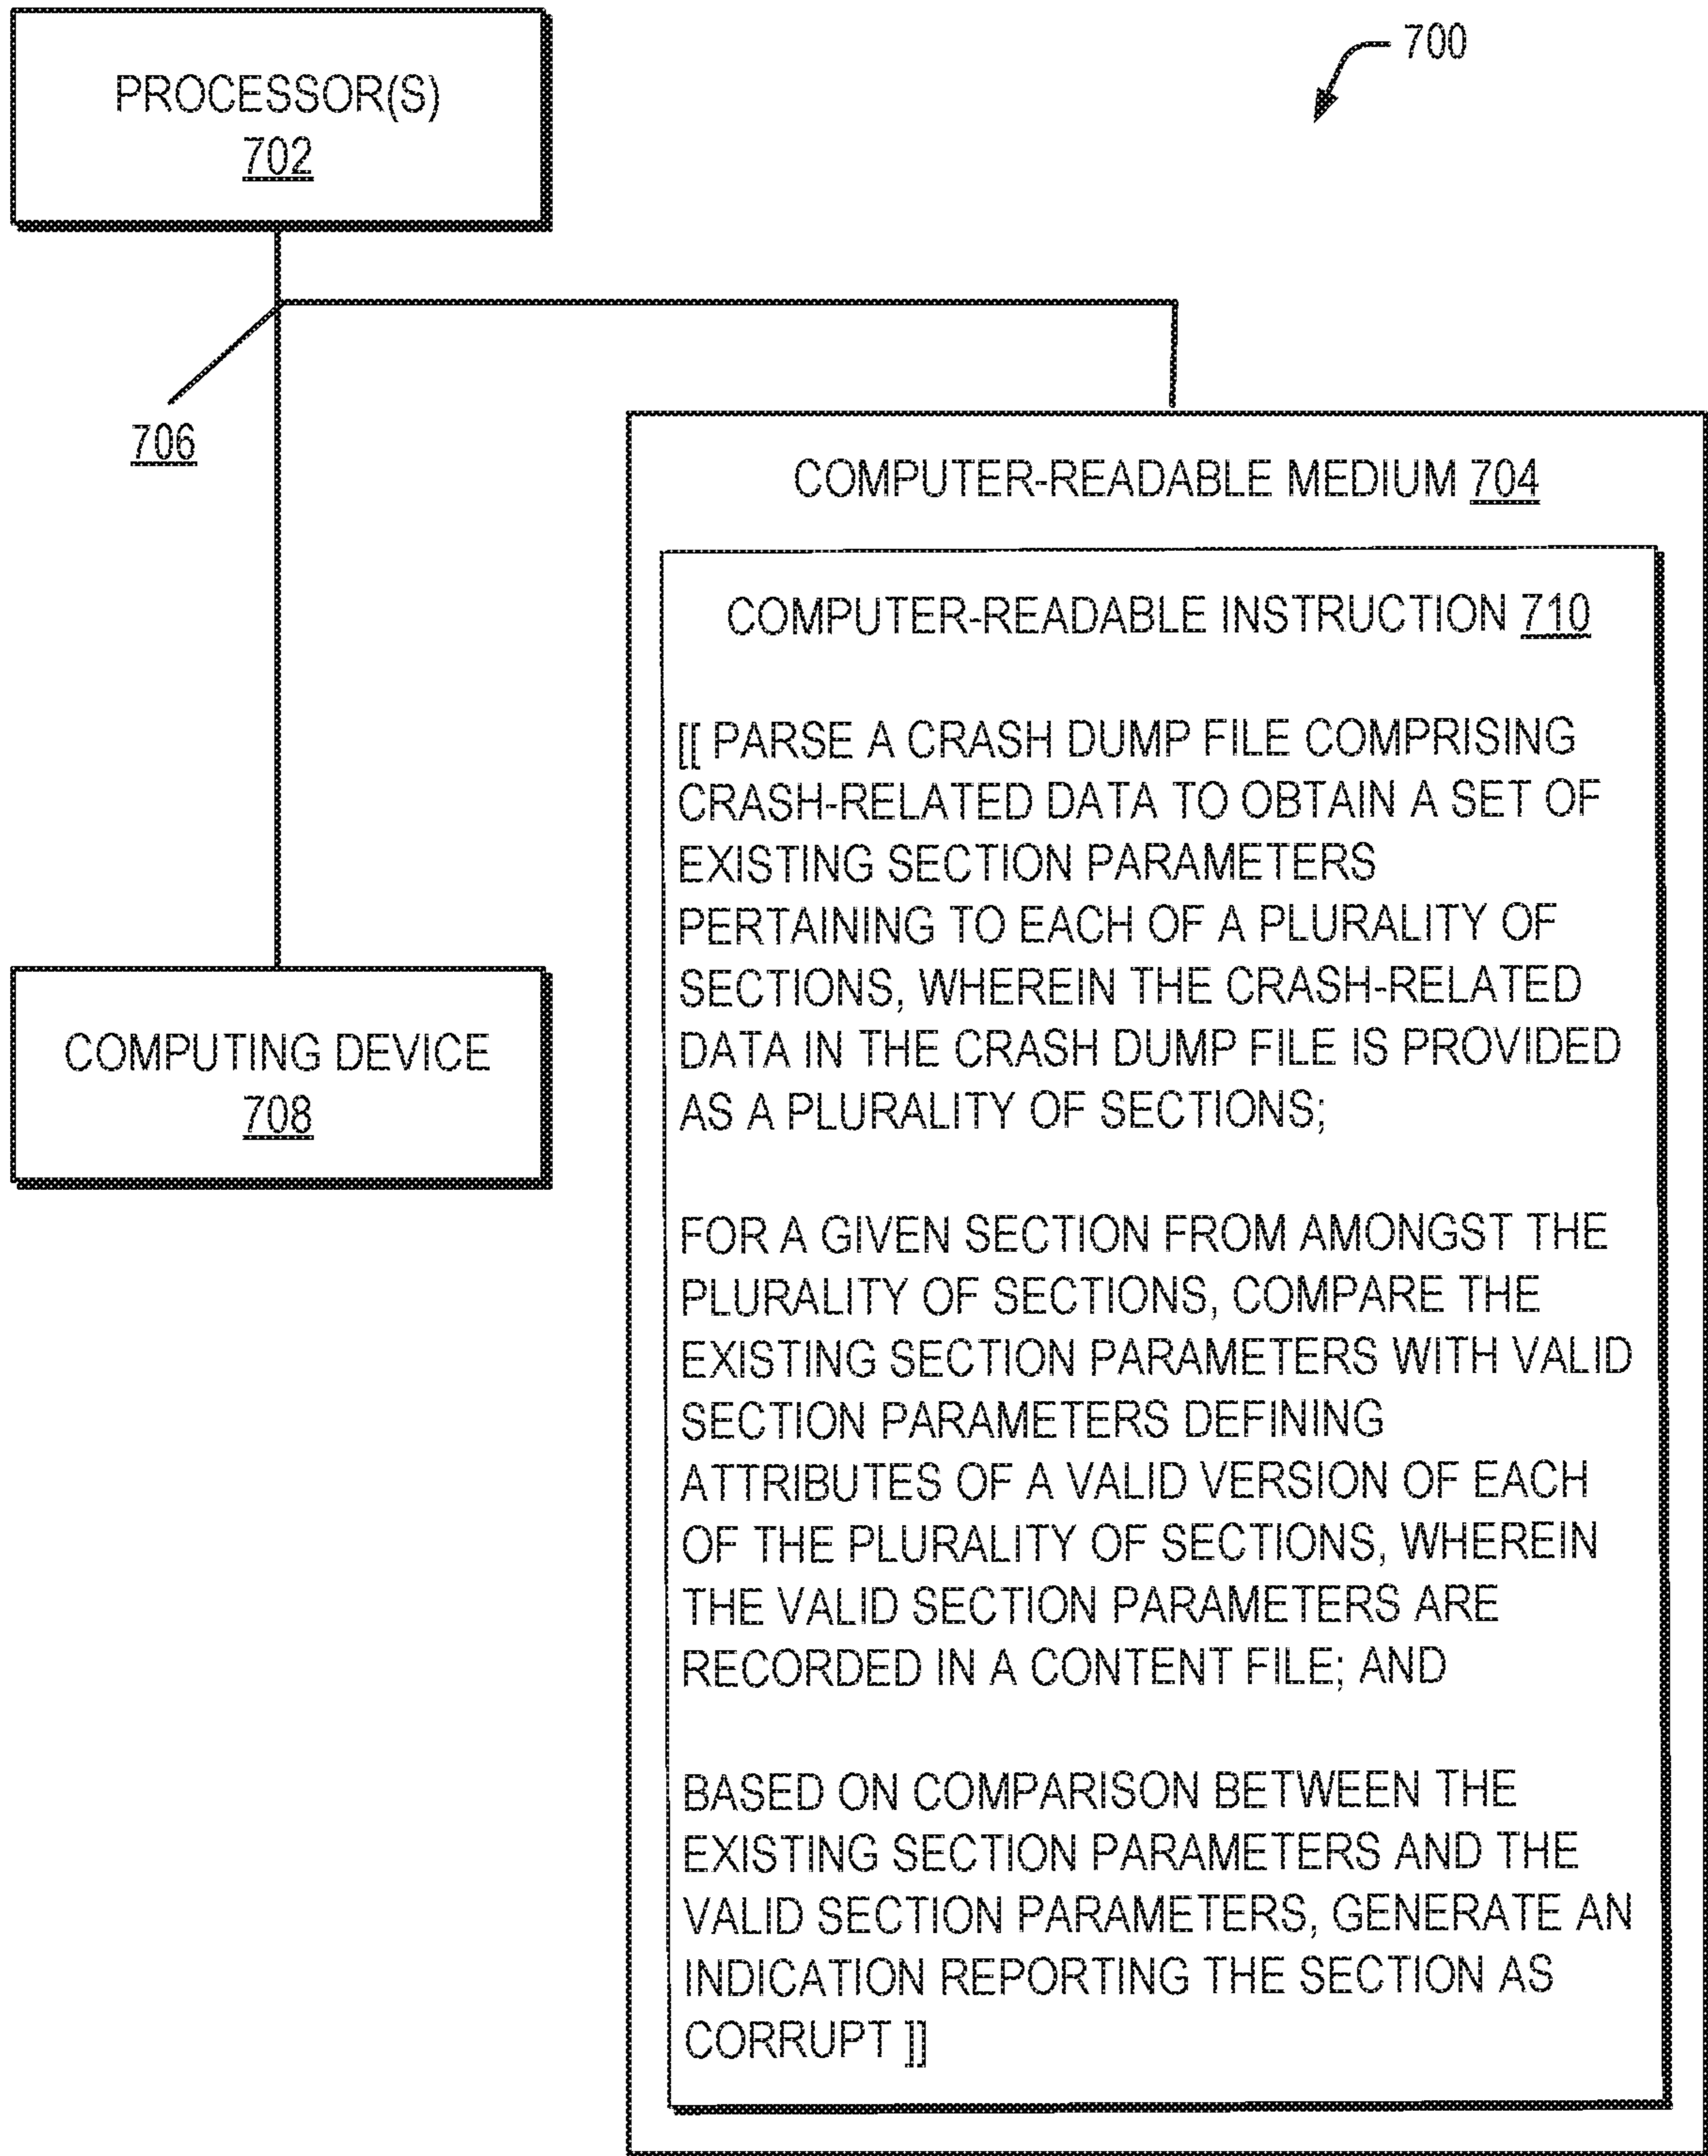 PROCESSOR(S)
702
700
706
COMPUTER-READABLE MEDIUM 704
COMPUTER-READABLE INSTRUCTION 710
[[ PARSE A CRASH DUMP FILE COMPRISING
CRASH-RELATED DATA TO OBTAIN A SET OF
EXISTING SECTION PARAMETERS
PERTAINING TO EACH OF A PLURALITY OF
SECTIONS, WHEREIN THE CRASH-RELATED
DATA IN THE CRASH DUMP FILE IS PROVIDED
AS A PLURALITY OF SECTIONS;
FOR A GIVEN SECTION FROM AMONGST THE
PLURALITY OF SECTIONS, COMPARE THE
EXISTING SECTION PARAMETERS WITH VALID
SECTION PARAMETERS DEFINING
ATTRIBUTES OF A VALID VERSION OF EACH
OF THE PLURALITY OF SECTIONS, WHEREIN
THE VALID SECTION PARAMETERS ARE
RECORDED IN A CONTENT FILE; AND
BASED ON COMPARISON BETWEEN THE
EXISTING SECTION PARAMETERS AND THE
VALID SECTION PARAMETERS, GENERATE AN
INDICATION REPORTING THE SECTION AS
CORRUPT ]]
COMPUTING DEVICE
708